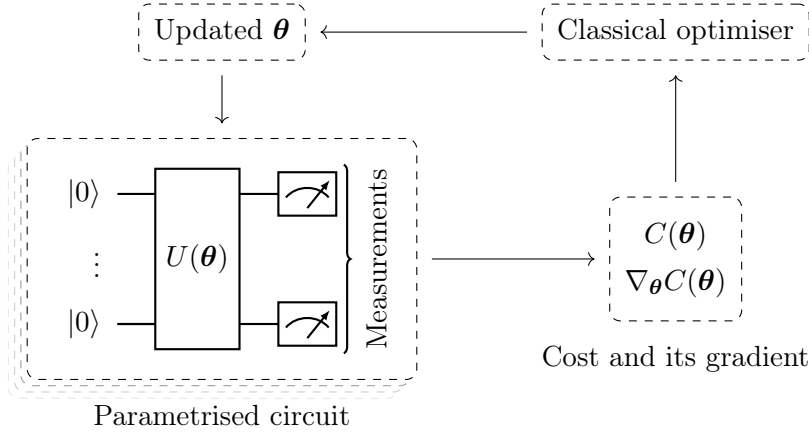 Updated θ
Classical optimiser
|0⟩
⋮
|0⟩
U(θ)
Measurements
C(θ)
∇θC(θ)
Cost and its gradient
Parametrised circuit